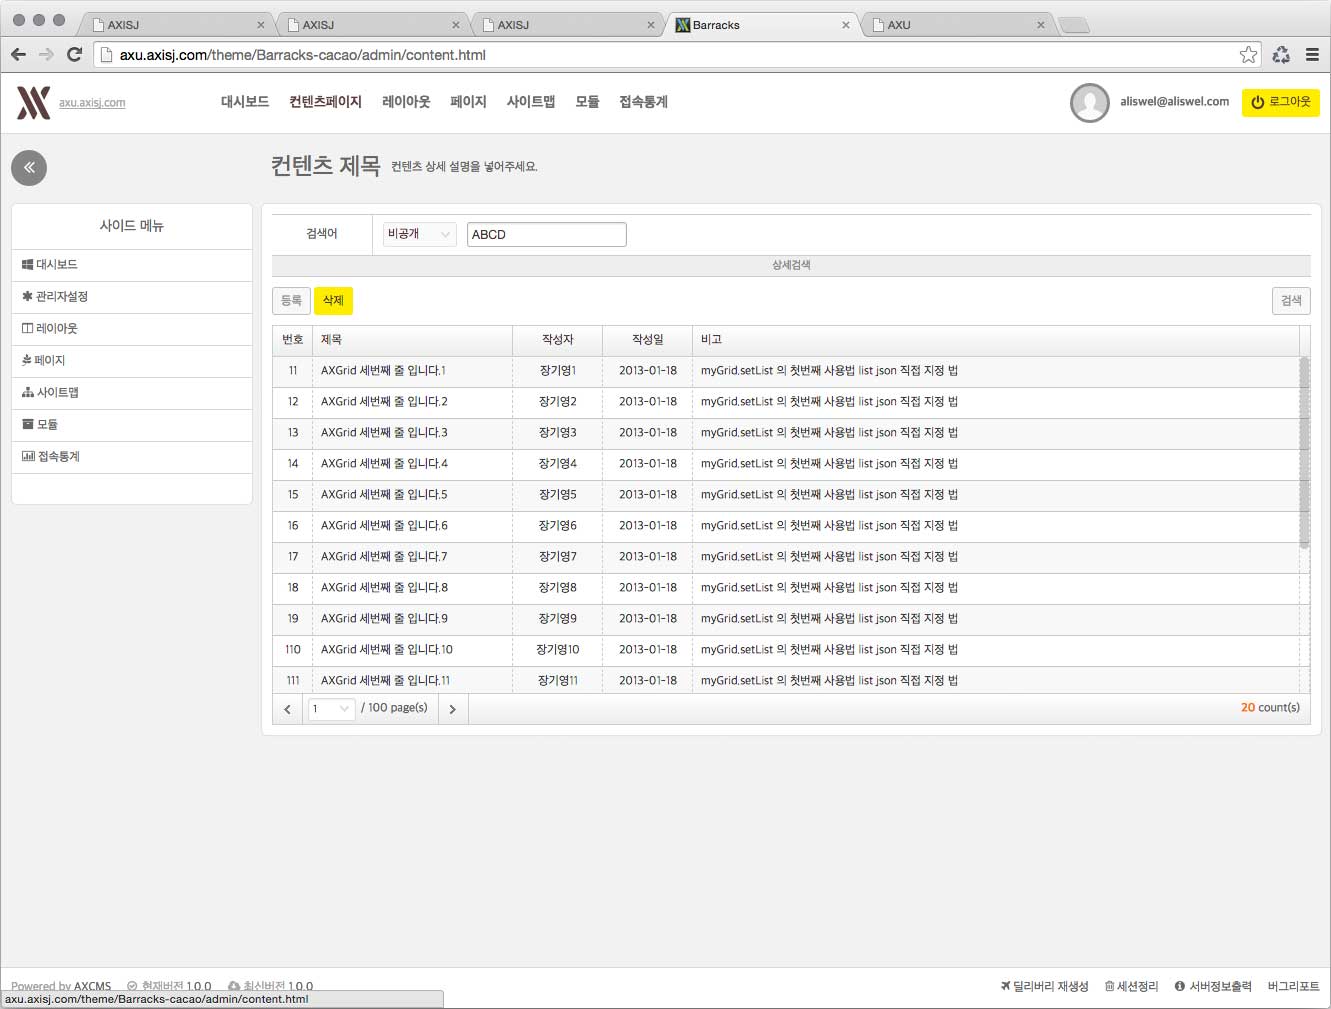 AXISJ AXISJ AXISJ Barracks AXU
axu.axisj.com/theme/Barracks-cacao/admin/content.html
axu.axisj.com 대시보드 컨텐츠페이지 레이아웃 페이지 사이트맵 모듈 접속통계 aliswel@aliswel.com 로그아웃
컨텐츠 제목 컨텐츠 상세 설명을 넣어주세요.
사이드 메뉴
대시보드
관리자설정
레이아웃
페이지
사이트맵
모듈
접속통계
검색어 비공개 ABCD
상세검색
등록 삭제 검색
번호 제목 작성자 작성일 비고
11 AXGrid 세번째 줄 입니다.1 장기영1 2013-01-18 myGrid.setList 의 첫번째 사용법 list json 직접 지정 법
12 AXGrid 세번째 줄 입니다.2 장기영2 2013-01-18 myGrid.setList 의 첫번째 사용법 list json 직접 지정 법
13 AXGrid 세번째 줄 입니다.3 장기영3 2013-01-18 myGrid.setList 의 첫번째 사용법 list json 직접 지정 법
14 AXGrid 세번째 줄 입니다.4 장기영4 2013-01-18 myGrid.setList 의 첫번째 사용법 list json 직접 지정 법
15 AXGrid 세번째 줄 입니다.5 장기영5 2013-01-18 myGrid.setList 의 첫번째 사용법 list json 직접 지정 법
16 AXGrid 세번째 줄 입니다.6 장기영6 2013-01-18 myGrid.setList 의 첫번째 사용법 list json 직접 지정 법
17 AXGrid 세번째 줄 입니다.7 장기영7 2013-01-18 myGrid.setList 의 첫번째 사용법 list json 직접 지정 법
18 AXGrid 세번째 줄 입니다.8 장기영8 2013-01-18 myGrid.setList 의 첫번째 사용법 list json 직접 지정 법
19 AXGrid 세번째 줄 입니다.9 장기영9 2013-01-18 myGrid.setList 의 첫번째 사용법 list json 직접 지정 법
110 AXGrid 세번째 줄 입니다.10 장기영10 2013-01-18 myGrid.setList 의 첫번째 사용법 list json 직접 지정 법
111 AXGrid 세번째 줄 입니다.11 장기영11 2013-01-18 myGrid.setList 의 첫번째 사용법 list json 직접 지정 법
1 / 100 page(s) 20 count(s)
Powered by AXCMS 현재버전 1.0.0 최신버전 1.0.0 딜리버리 재생성 세션정리 서버정보출력 버그리포트
axu.axisj.com/theme/Barracks-cacao/admin/content.html